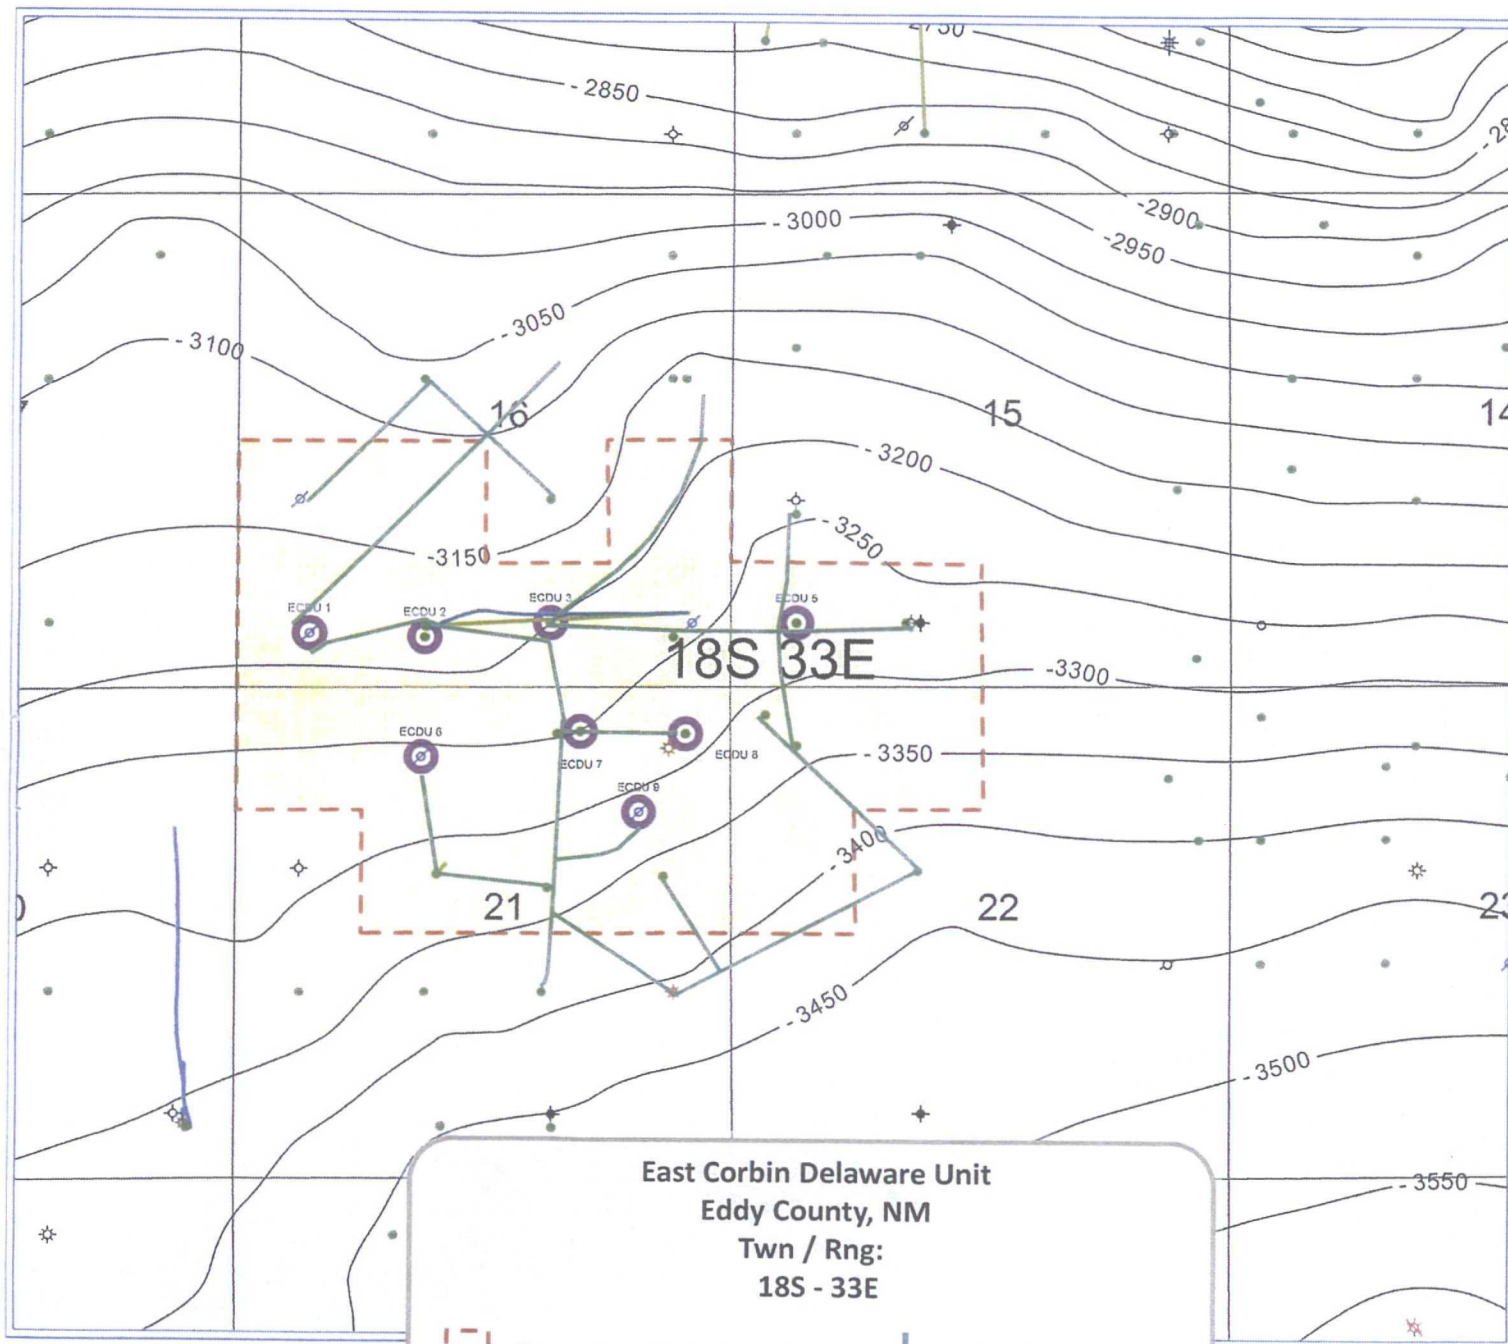 - 2850
-2900
- 3000
-2950
- 3050
- 3100
16
15
- 3200
- 3250
-3150
ECDU 1
ECDU 2
ECDU 3
ECDU 5
18S 33E
-3300
ECDU 6
ECDU 7
ECDU 8
- 3350
ECDU 9
- 3400
21
22
- 3450
- 3500
- 3550
East Corbin Delaware Unit
Eddy County, NM
Twn / Rng:
18S - 33E